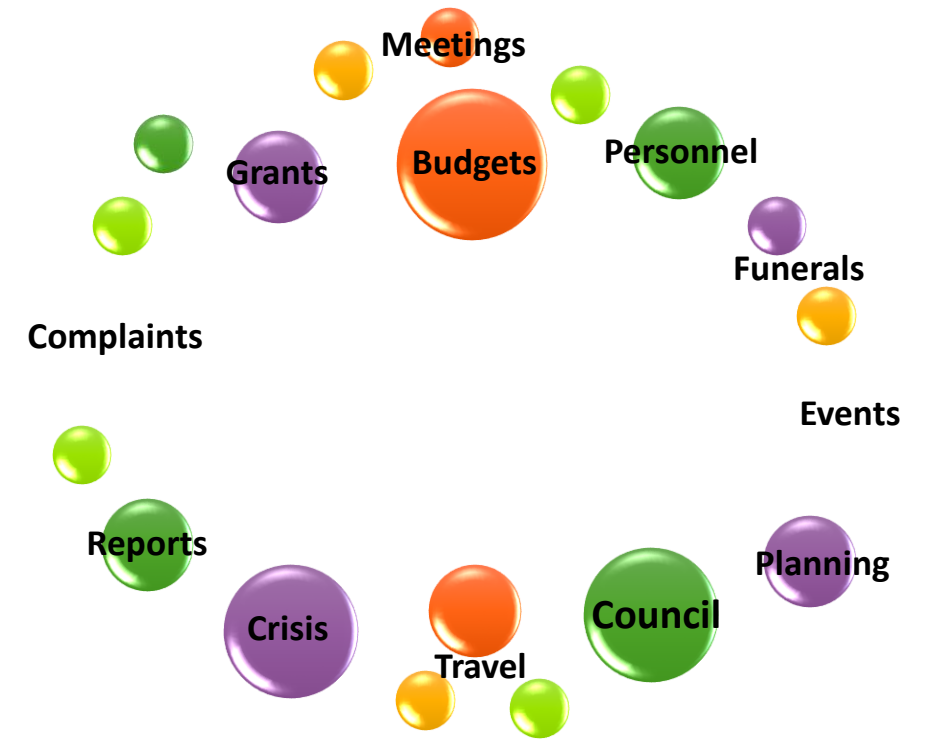 Meetings
Budgets
Personnel
Grants
Funerals
Complaints
Events
Reports
Planning
Crisis
Council
Travel